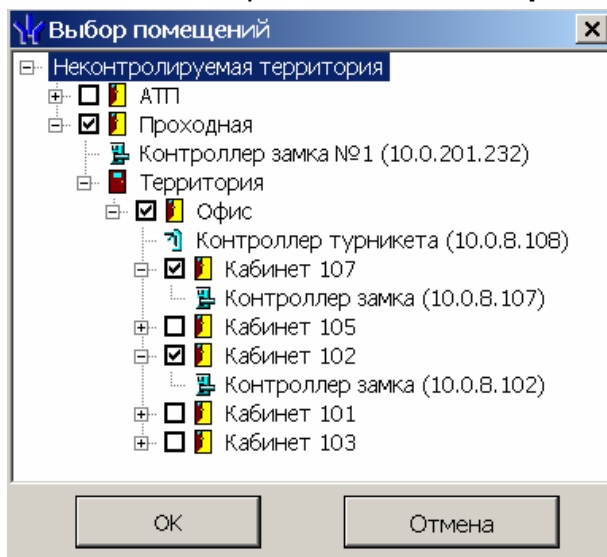 Выбор помещений
Неконтролируемая территория
АТП
Проходная
Контроллер замка №1 (10.0.201.232)
Территория
Офис
Контроллер турникета (10.0.8.108)
Кабинет 107
Контроллер замка (10.0.8.107)
Кабинет 105
Кабинет 102
Контроллер замка (10.0.8.102)
Кабинет 101
Кабинет 103
ОК Отмена